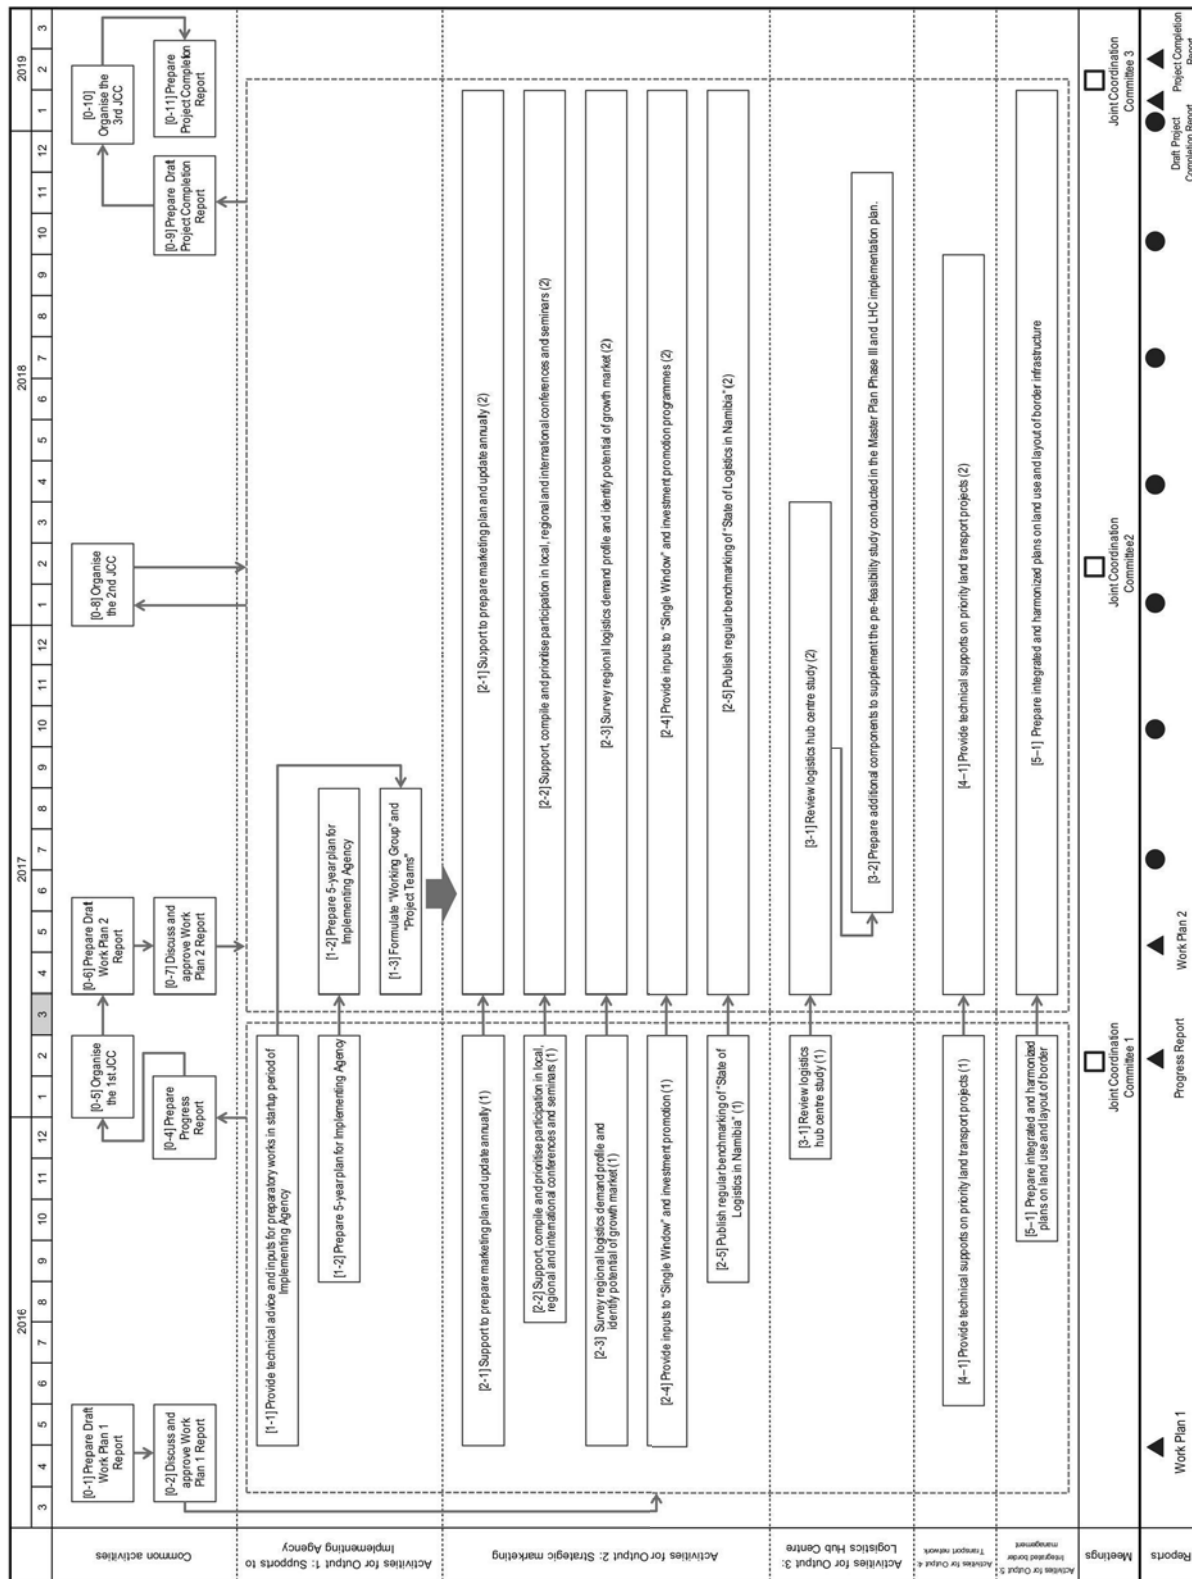 2016
2017
2018
2019
3
4
5
6
7
8
9
10
11
12
1
2
3
4
5
6
7
8
9
10
11
12
1
2
3
4
5
6
7
8
9
10
11
12
1
2
3
Common activities
[0-1] Prepare Draft
Work Plan 1
Report
[0-2] Discuss and
approve Work
Plan 1 Report
[0-4] Prepare
Progress
Report
[0-5] Organise
the 1st JCC
[0-6] Prepare Draft
Work Plan 2
Report
[0-7] Discuss and
approve Work
Plan 2 Report
[0-8] Organise
the 2nd JCC
[0-9] Prepare Draft
Project Completion
Report
[0-10]
Organise the
3rd JCC
[0-11] Prepare
Project Completion
Report
Activities for Output 1: Supports to
Implementing Agency
[1-1] Provide technical advice and inputs for preparatory works in startup period of
Implementing Agency
[1-2] Prepare 5-year plan for Implementing Agency
[1-2] Prepare 5-year plan for
Implementing Agency
[1-3] Formulate "Working Group" and
"Project Teams"
Activities for Output 2: Strategic marketing
[2-1] Support to prepare marketing plan and update annually (1)
[2-1] Support to prepare marketing plan and update annually (2)
[2-2] Support, compile and prioritise participation in local,
regional and international conferences and seminars (1)
[2-2] Support, compile and prioritise participation in local, regional and international conferences and seminars (2)
[2-3] Survey regional logistics demand profile and
identify potential of growth market (1)
[2-3] Survey regional logistics demand profile and identify potential of growth market (2)
[2-4] Provide inputs to "Single Window" and investment promotion (1)
[2-4] Provide inputs to "Single Window" and investment promotion programmes (2)
[2-5] Publish regular benchmarking of "State of
Logistics in Namibia" (1)
[2-5] Publish regular benchmarking of "State of Logistics in Namibia" (2)
Activities for Output 3:
Logistics Hub Centre
[3-1] Review logistics
hub centre study (1)
[3-1] Review logistics hub centre study (2)
[3-2] Prepare additional components to supplement the pre-feasibility study conducted in the Master Plan Phase III and LHC implementation plan.
Activities for Output 4:
Transport network
[4–1] Provide technical supports on priority land transport projects (1)
[4–1] Provide technical supports on priority land transport projects (2)
Activities for Output 5:
Integrated border
management
[5–1] Prepare integrated and harmonized
plans on land use and layout of border
[5–1] Prepare integrated and harmonized plans on land use and layout of border infrastructure
Meetings
Joint Coordination
Committee 1
Joint Coordination
Committee2
Joint Coordination
Committee 3
Reports
Work Plan 1
Progress Report
Work Plan 2
Draft Project
Completion Report
Project Completion
Report